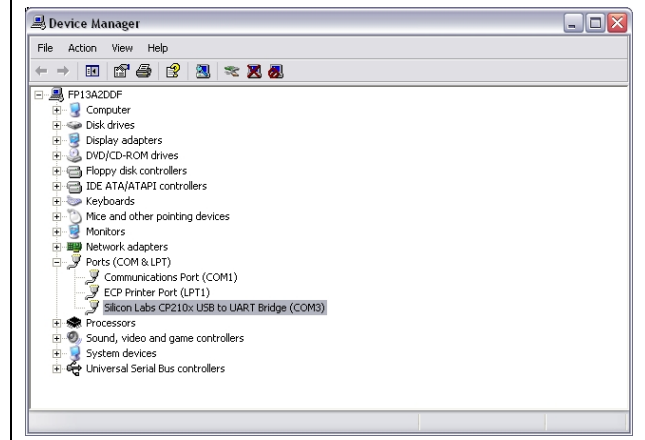 Device Manager
File Action View Help
FP13A2DDF
Computer
Disk drives
Display adapters
DVD/CD-ROM drives
Floppy disk controllers
IDE ATA/ATAPI controllers
Keyboards
Mice and other pointing devices
Monitors
Network adapters
Ports (COM & LPT)
Communications Port (COM1)
ECP Printer Port (LPT1)
Silicon Labs CP210x USB to UART Bridge (COM3)
Processors
Sound, video and game controllers
System devices
Universal Serial Bus controllers